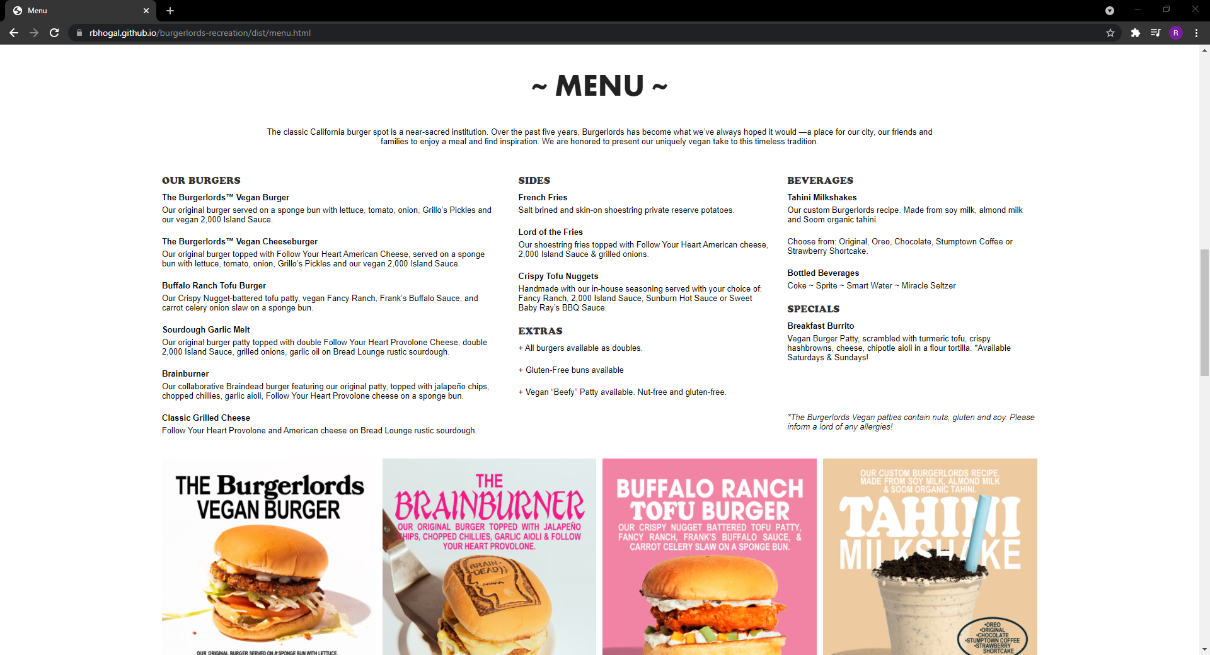 Menu
rbhogal.github.io/burgerlords-recreation/dist/menu.html
R
~ MENU ~
The classic California burger spot is a near-sacred institution. Over the past five years, Burgerlords has become what we've always hoped it would —a place for our city, our friends and
families to enjoy a meal and find inspiration. We are honored to present our uniquely vegan take to this timeless tradition.
OUR BURGERS
The Burgerlords™ Vegan Burger
Our original burger served on a sponge bun with lettuce, tomato, onion, Grillo's Pickles and
our vegan 2,000 Island Sauce.
The Burgerlords™ Vegan Cheeseburger
Our original burger topped with Follow Your Heart American Cheese, served on a sponge
bun with lettuce, tomato, onion, Grillo's Pickles and our vegan 2,000 Island Sauce.
Buffalo Ranch Tofu Burger
Our Crispy Nugget-battered tofu patty, vegan Fancy Ranch, Frank's Buffalo Sauce, and
carrot celery onion slaw on a sponge bun.
Sourdough Garlic Melt
Our original burger patty topped with double Follow Your Heart Provolone Cheese, double
2,000 Island Sauce, grilled onions, garlic oil on Bread Lounge rustic sourdough.
Brainburner
Our collaborative Braindead burger featuring our original patty, topped with jalapeño chips,
chopped chillies, garlic aioli, Follow Your Heart Provolone cheese on a sponge bun.
Classic Grilled Cheese
Follow Your Heart Provolone and American cheese on Bread Lounge rustic sourdough.
SIDES
French Fries
Salt brined and skin-on shoestring private reserve potatoes.
Lord of the Fries
Our shoestring fries topped with Follow Your Heart American cheese,
2,000 Island Sauce & grilled onions.
Crispy Tofu Nuggets
Handmade with our in-house seasoning served with your choice of:
Fancy Ranch, 2,000 Island Sauce, Sunburn Hot Sauce or Sweet
Baby Ray's BBQ Sauce.
EXTRAS
+ All burgers available as doubles.
+ Gluten-Free buns available
+ Vegan “Beefy” Patty available. Nut-free and gluten-free.
BEVERAGES
Tahini Milkshakes
Our custom Burgerlords recipe. Made from soy milk, almond milk
and Soom organic tahini.
Choose from: Original, Oreo, Chocolate, Stumptown Coffee or
Strawberry Shortcake.
Bottled Beverages
Coke ~ Sprite ~ Smart Water ~ Miracle Seltzer
SPECIALS
Breakfast Burrito
Vegan Burger Patty, scrambled with turmeric tofu, crispy
hashbrowns, cheese, chipotle aioli in a flour tortilla. *Available
Saturdays & Sundays!
*The Burgerlords Vegan patties contain nuts, gluten and soy. Please
inform a lord of any allergies!
THE Burgerlords
VEGAN BURGER
OUR ORIGINAL BURGER SERVED ON A SPONGE BUN WITH LETTUCE,
THE
BRAINBURNER
OUR ORIGINAL BURGER TOPPED WITH JALAPEÑO
CHIPS, CHOPPED CHILLIES, GARLIC AIOLI & FOLLOW
YOUR HEART PROVOLONE.
BRAIN-
DEAD
BUFFALO RANCH
TOFU BURGER
OUR CRISPY NUGGET BATTERED TOFU PATTY,
FANCY RANCH, FRANK'S BUFFALO SAUCE, &
CARROT CELERY SLAW ON A SPONGE BUN.
OUR CUSTOM BURGERLORDS RECIPE.
MADE FROM SOY MILK, ALMOND MILK
& SOOM ORGANIC TAHINI.
TAHINI
MILKSHAKE
•OREO
•ORIGINAL
•CHOCOLATE
•STUMPTOWN COFFEE
•STRAWBERRY
SHORTCAKE